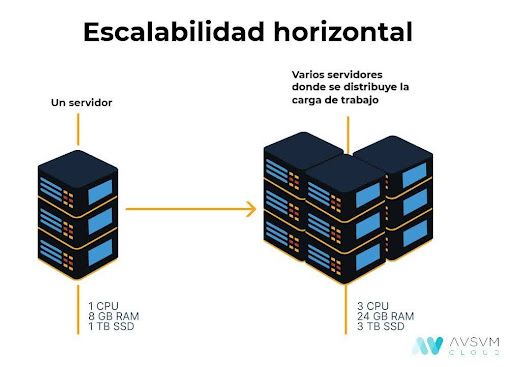 Escalabilidad horizontal
Un servidor
Varios servidores
donde se distribuye la
carga de trabajo
1 CPU
8 GB RAM
1 TB SSD
3 CPU
24 GB RAM
3 TB SSD
AVSVM
CLOUD